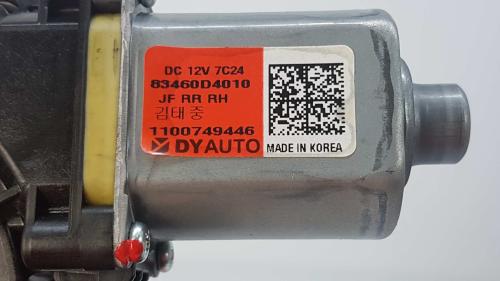 DC 12V 7C24
83460D4010
JF RR RH
김태중
1100749446
DYAUTO
MADE IN KOREA